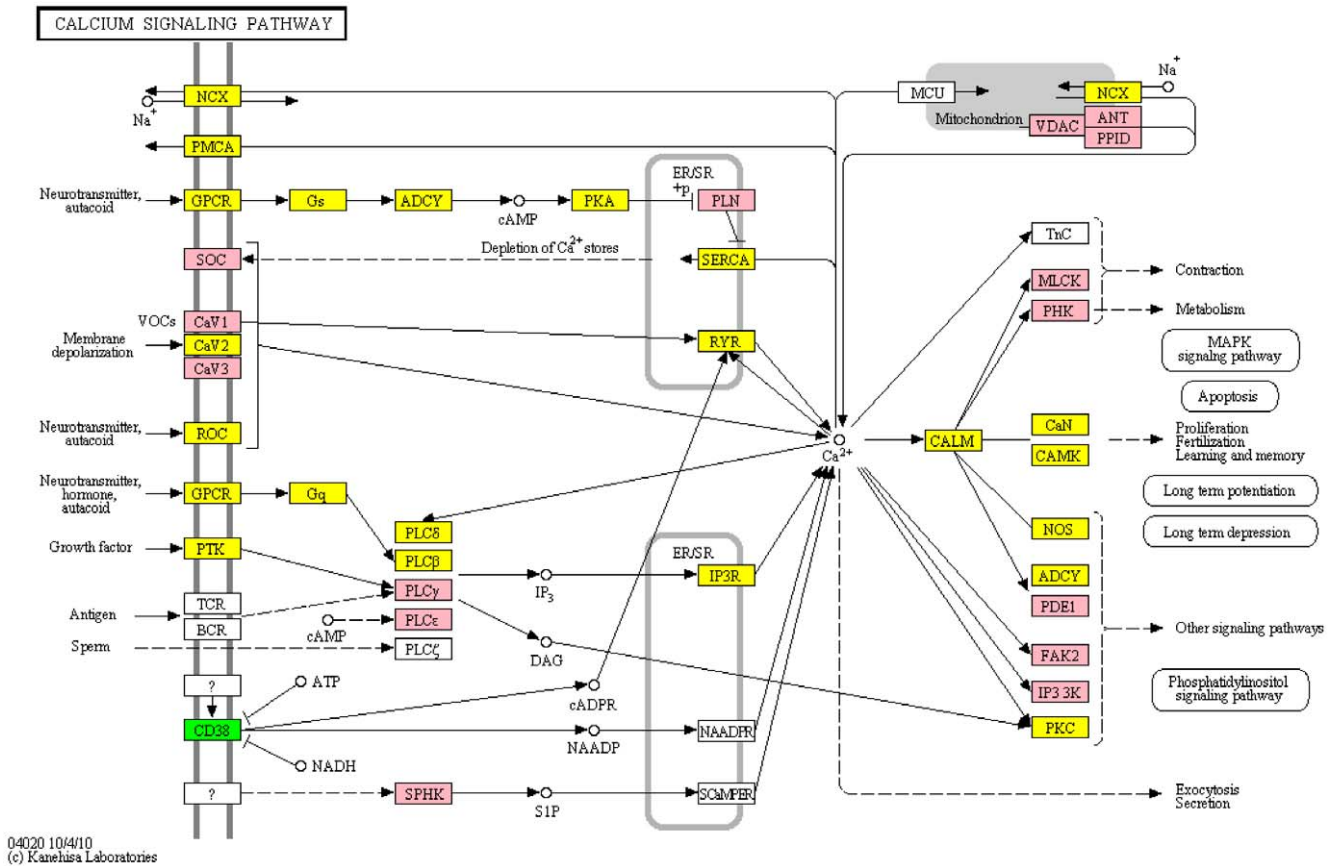 CALCIUM SIGNALING PATHWAY
NCX
Na+
MCU
NCX
Na+
Mitochondrion
VDAC
ANT
PPID
PMCA
Neurotransmitter,
autacoid
GPCR
Gs
ADCY
cAMP
PKA
ER/SR
+p
PLN
SOC
Depletion of Ca2+ stores
SERCA
TnC
MLCK
Contraction
PHK
Metabolism
VOCs
CaV1
Membrane
depolarization
CaV2
CaV3
RYR
MAPK
signaling pathway
Apoptosis
Neurotransmitter,
autacoid
ROC
Ca2+
CALM
CaN
CAMK
Proliferation
Fertilization
Learning and memory
Neurotransmitter,
hormone,
autacoid
GPCR
Gq
Long term potentiation
Long term depression
PLCδ
PLCβ
PLCγ
PLCε
PLCζ
Growth factor
PTK
IP3
ER/SR
IP3R
NOS
ADCY
PDE1
Antigen
TCR
BCR
cAMP
Sperm
DAG
Other signaling pathways
FAK2
IP3 3K
PKC
Phosphatidylinositol
signaling pathway
?
ATP
cADPR
CD38
NAADP
NAADPR
NADH
?
SPHK
S1P
SCaMPER
Exocytosis
Secretion
04020 10/4/10
(c) Kanehisa Laboratories